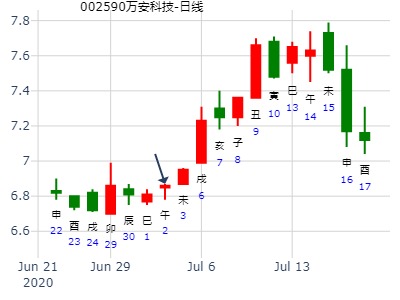 002590万安科技-日线
7.8
7.6
7.4
7.2
7
6.8
6.6
申
22
酉
23
戌
24
卯
29
辰
30
巳
1
午
2
未
3
戌
6
亥
7
子
8
丑
9
寅
10
巳
13
午
14
未
15
申
16
酉
17
Jun 21
2020
Jun 29
Jul 6
Jul 13